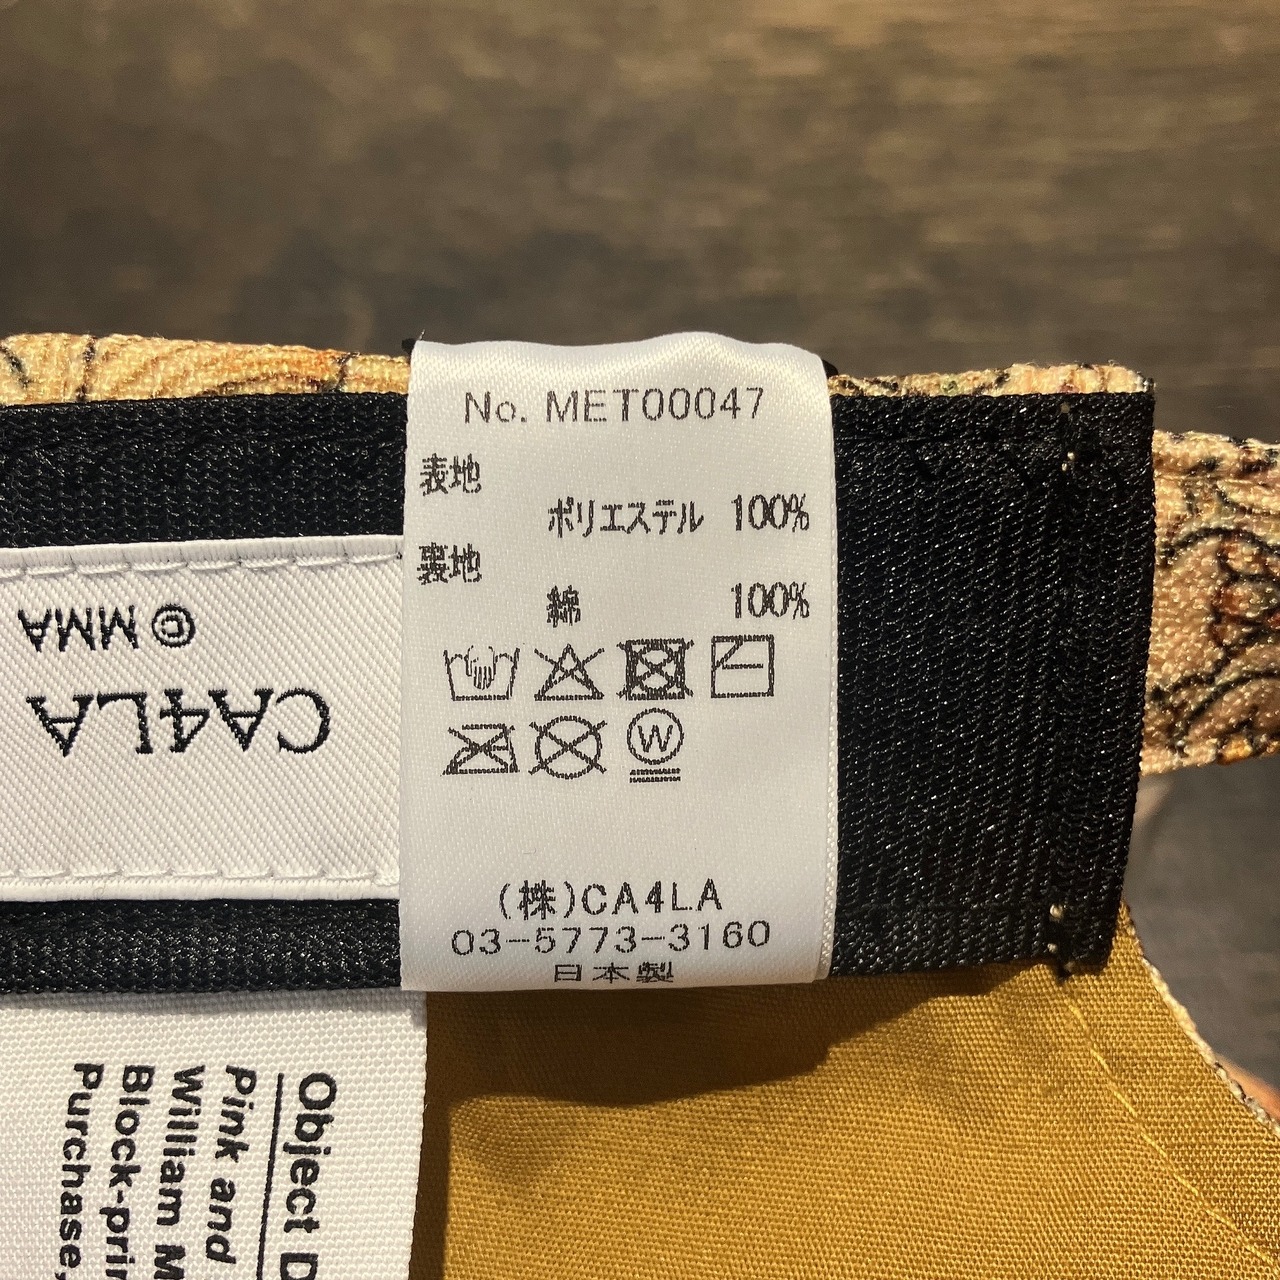 No. MET00047
表地
ポリエステル 100%
裏地
綿 100%
W
(株)CA4LA
03-5773-3160
日本製
CA4LA
© MMA
Object D
Pink and
William M
Block-prin
Purchase,